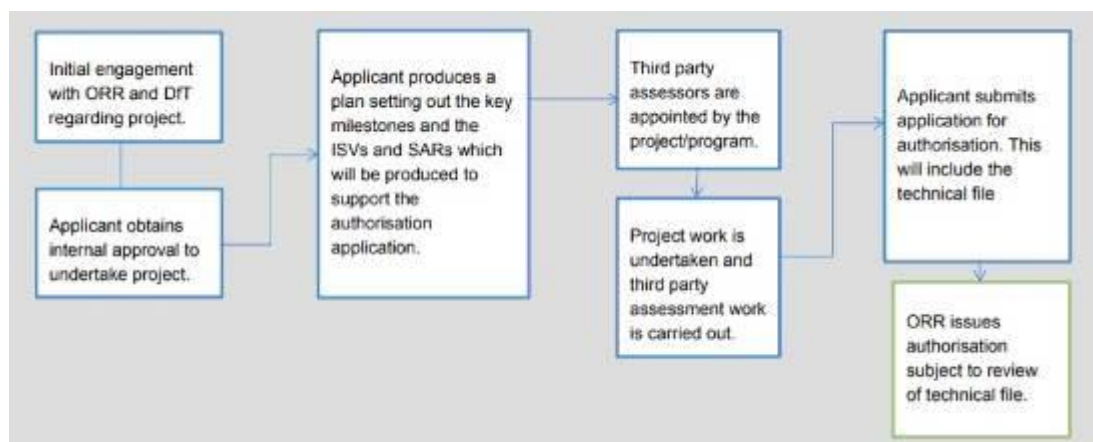 Initial engagement
with ORR and DfT
regarding project.
Applicant obtains
internal approval to
undertake project.
Applicant produces a
plan setting out the key
milestones and the
ISVs and SARs which
will be produced to
support the
authorisation
application.
Third party
assessors are
appointed by the
project/program.
Project work is
undertaken and
third party
assessment work
is carried out.
Applicant submits
application for
authorisation. This
will include the
technical file
ORR issues
authorisation
subject to review
of technical file.